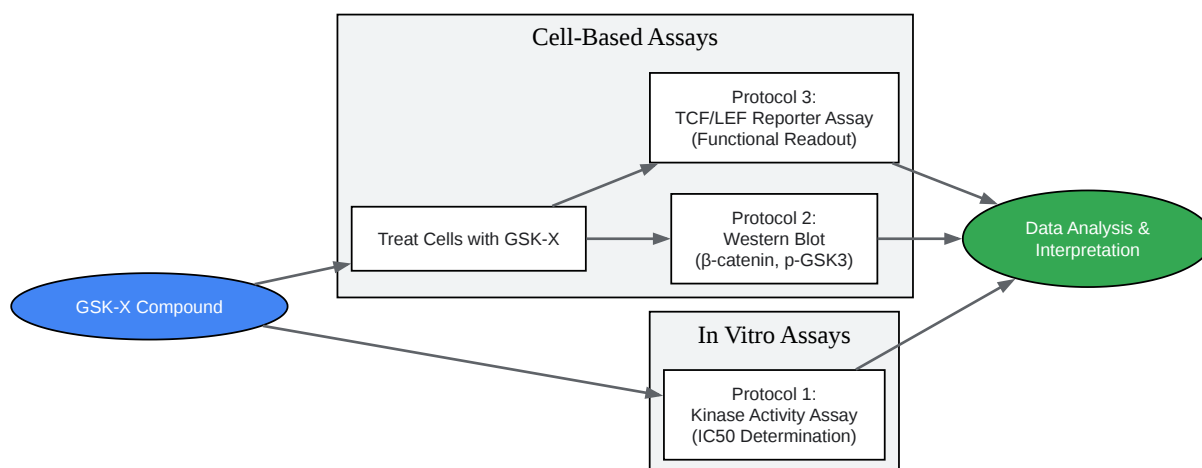 Cell-Based Assays
Protocol 3:
TCF/LEF Reporter Assay
(Functional Readout)
Treat Cells with GSK-X
Protocol 2:
Western Blot
(β-catenin, p-GSK3)
Data Analysis &
Interpretation
GSK-X Compound
In Vitro Assays
Protocol 1:
Kinase Activity Assay
(IC50 Determination)